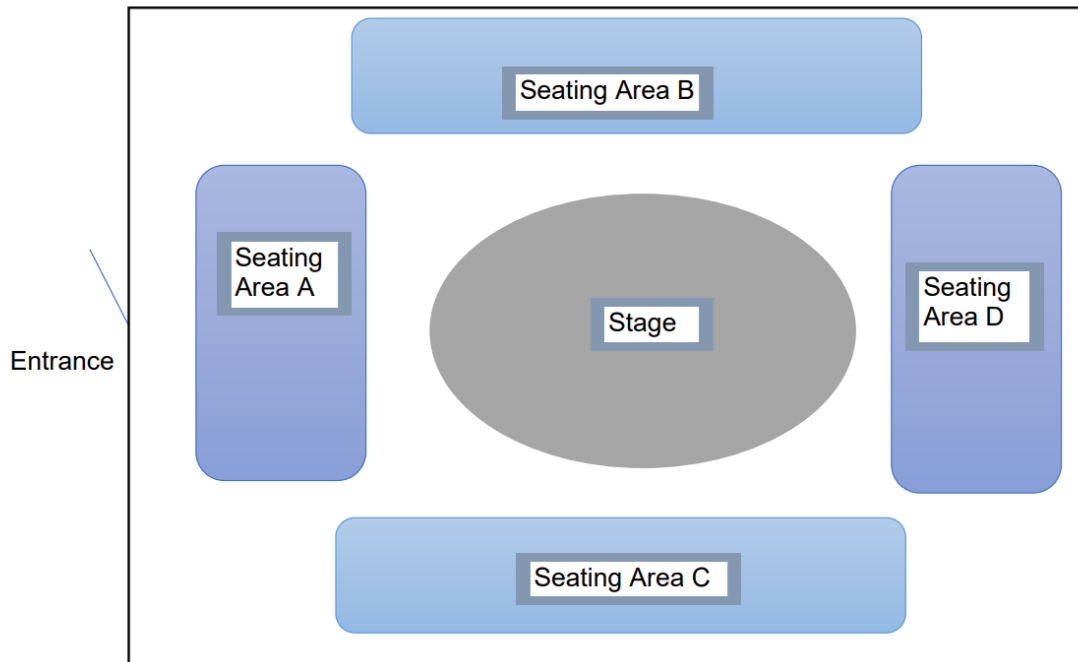 Seating Area B
Seating
Area A
Seating
Area D
Stage
Entrance
Seating Area C